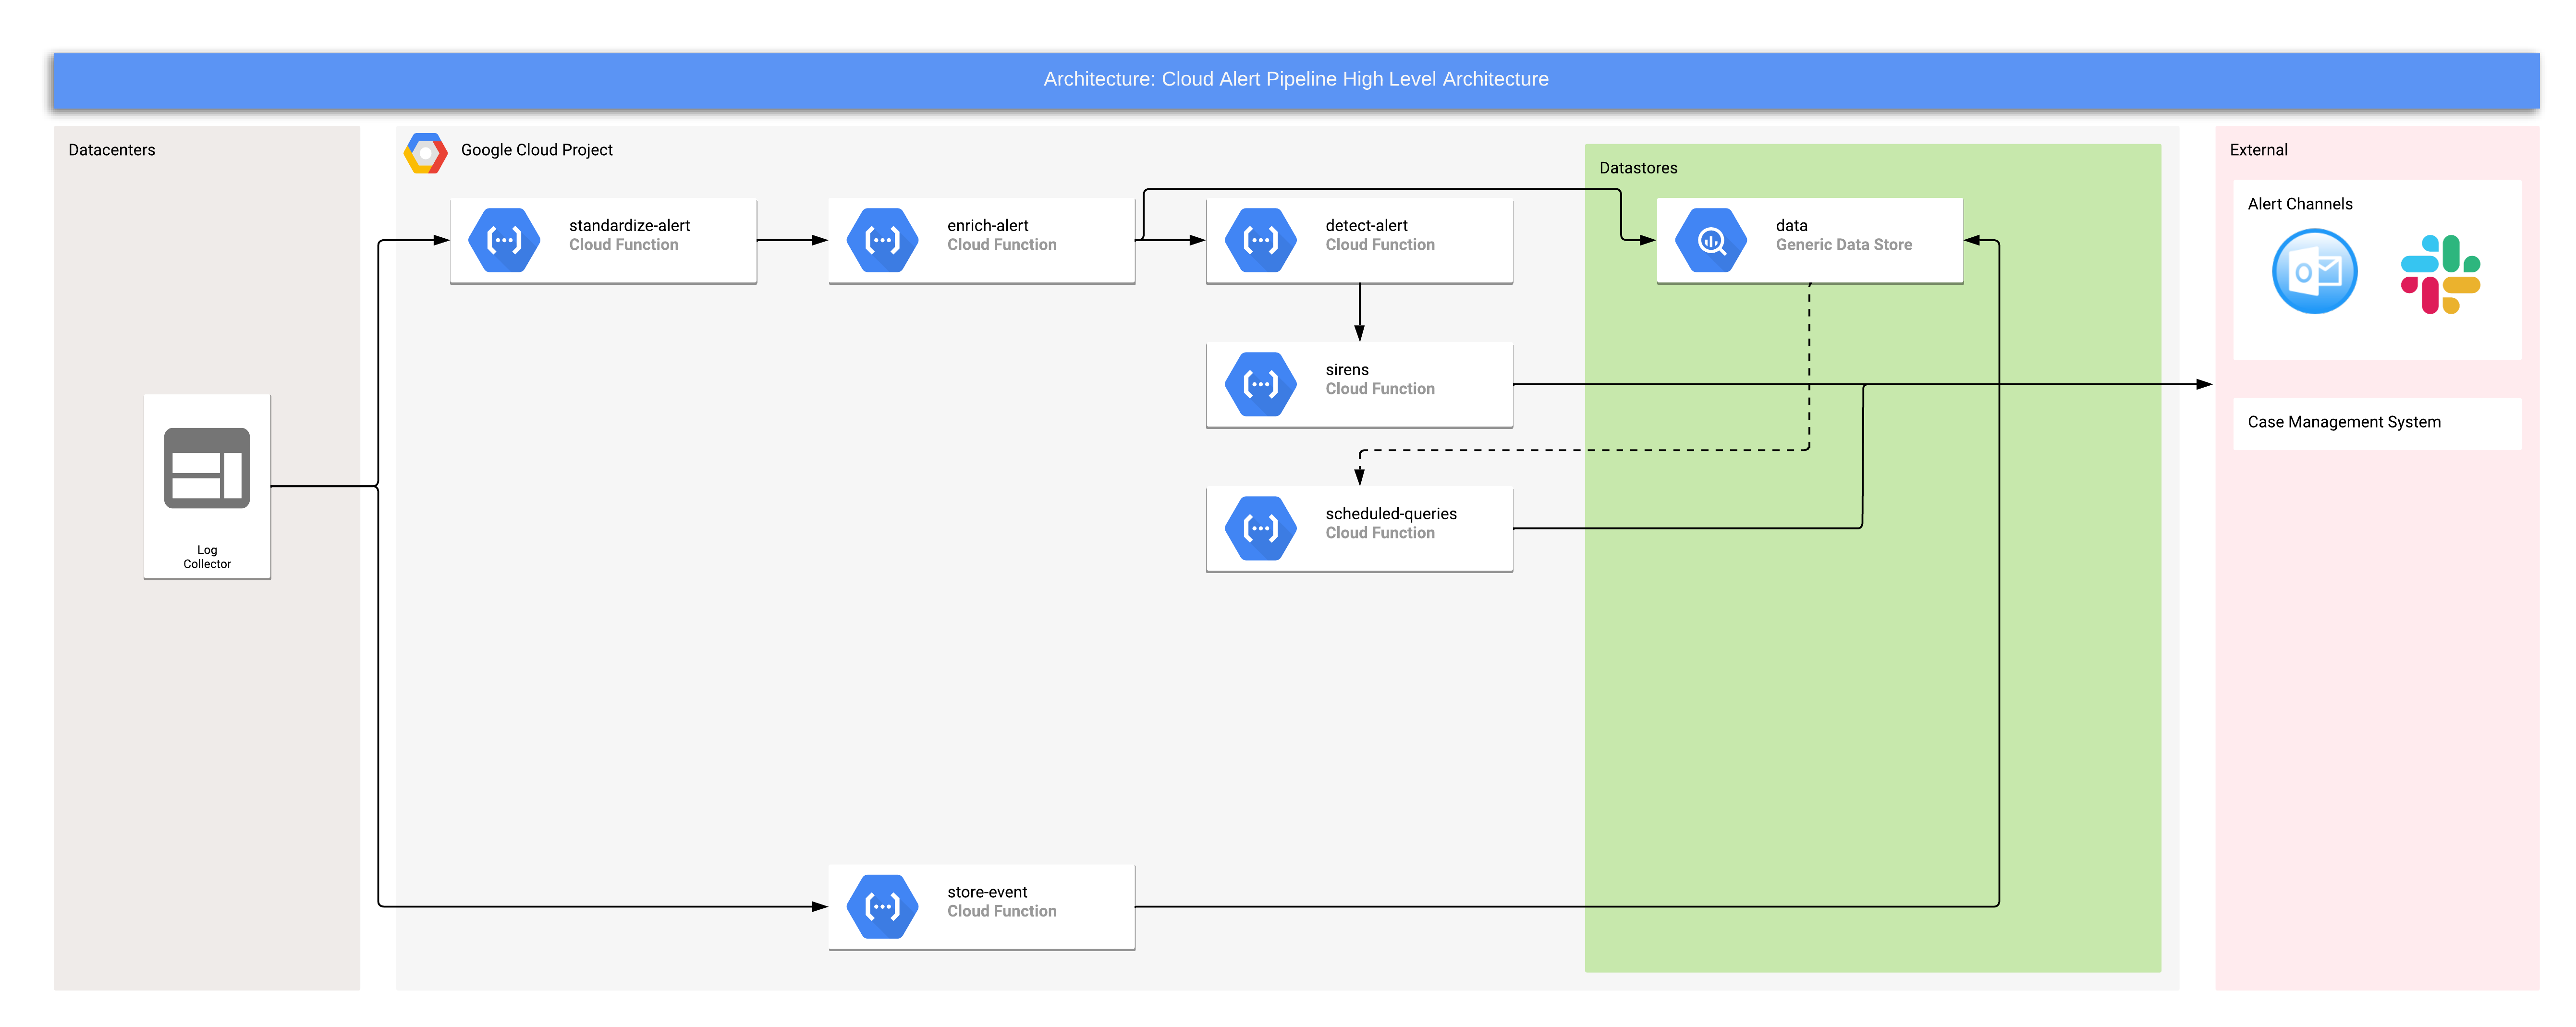 Architecture: Cloud Alert Pipeline High Level Architecture
Datacenters
Log
Collector
Google Cloud Project
standardize-alert
Cloud Function
enrich-alert
Cloud Function
detect-alert
Cloud Function
sirens
Cloud Function
scheduled-queries
Cloud Function
store-event
Cloud Function
Datastores
data
Generic Data Store
External
Alert Channels
Case Management System